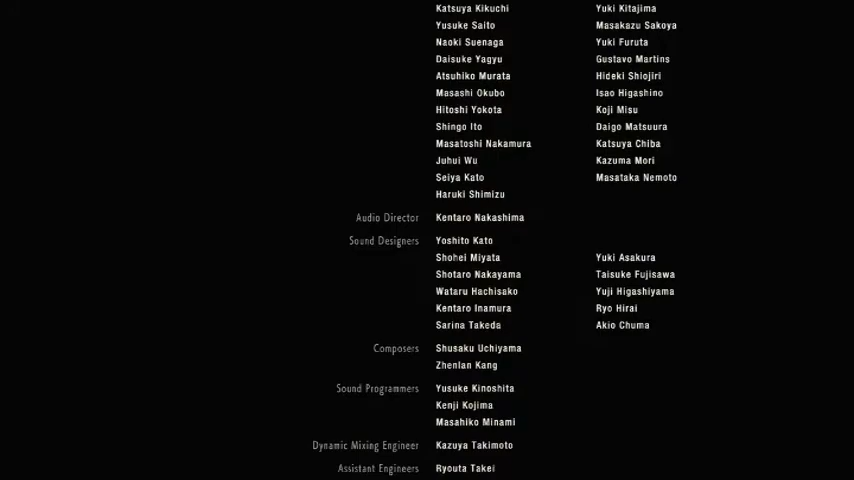 Katsuya Kikuchi Yuki Kitajima
Yusuke Saito Masakazu Sakoya
Naoki Suenaga Yuki Furuta
Daisuke Yagyu Gustavo Martins
Atsuhiko Murata Hideki Shiojiri
Masashi Okubo Isao Higashino
Hitoshi Yokota Koji Misu
Shingo Ito Daigo Matsuura
Masatoshi Nakamura Katsuya Chiba
Juhui Wu Kazuma Mori
Seiya Kato Masataka Nemoto
Haruki Shimizu
Audio Director Kentaro Nakashima
Sound Designers Yoshito Kato
Shohei Miyata Yuki Asakura
Shotaro Nakayama Taisuke Fujisawa
Wataru Hachisako Yuji Higashiyama
Kentaro Inamura Ryo Hirai
Sarina Takeda Akio Chuma
Composers Shusaku Uchiyama
Zhenlan Kang
Sound Programmers Yusuke Kinoshita
Kenji Kojima
Masahiko Minami
Dynamic Mixing Engineer Kazuya Takimoto
Assistant Engineers Ryouta Takei